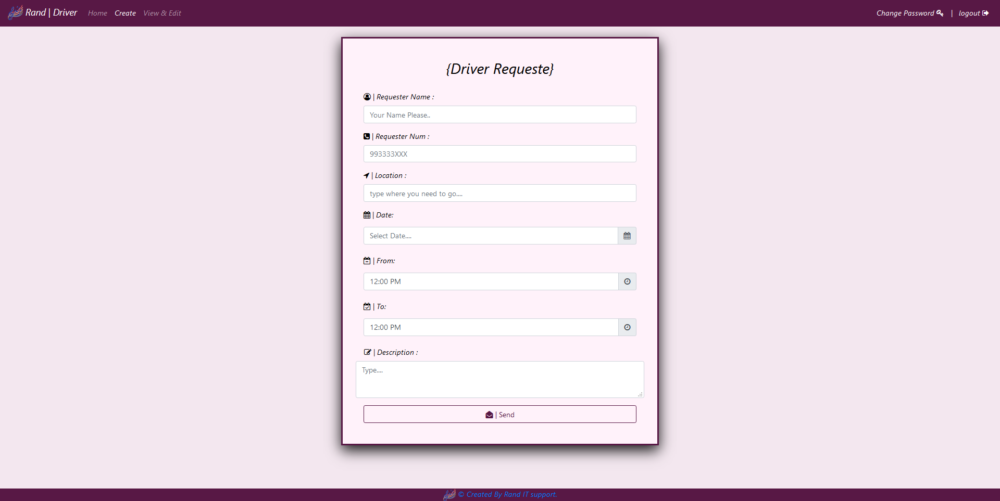 Rand | Driver Home Create View & Edit Change Password | logout
{Driver Requeste}
| Requester Name :
Your Name Please..
| Requester Num :
993333XXX
| Location :
type where you need to go....
| Date:
Select Date....
| From:
12:00 PM
| To:
12:00 PM
| Description :
Type....
| Send
© Created By Rand IT support.